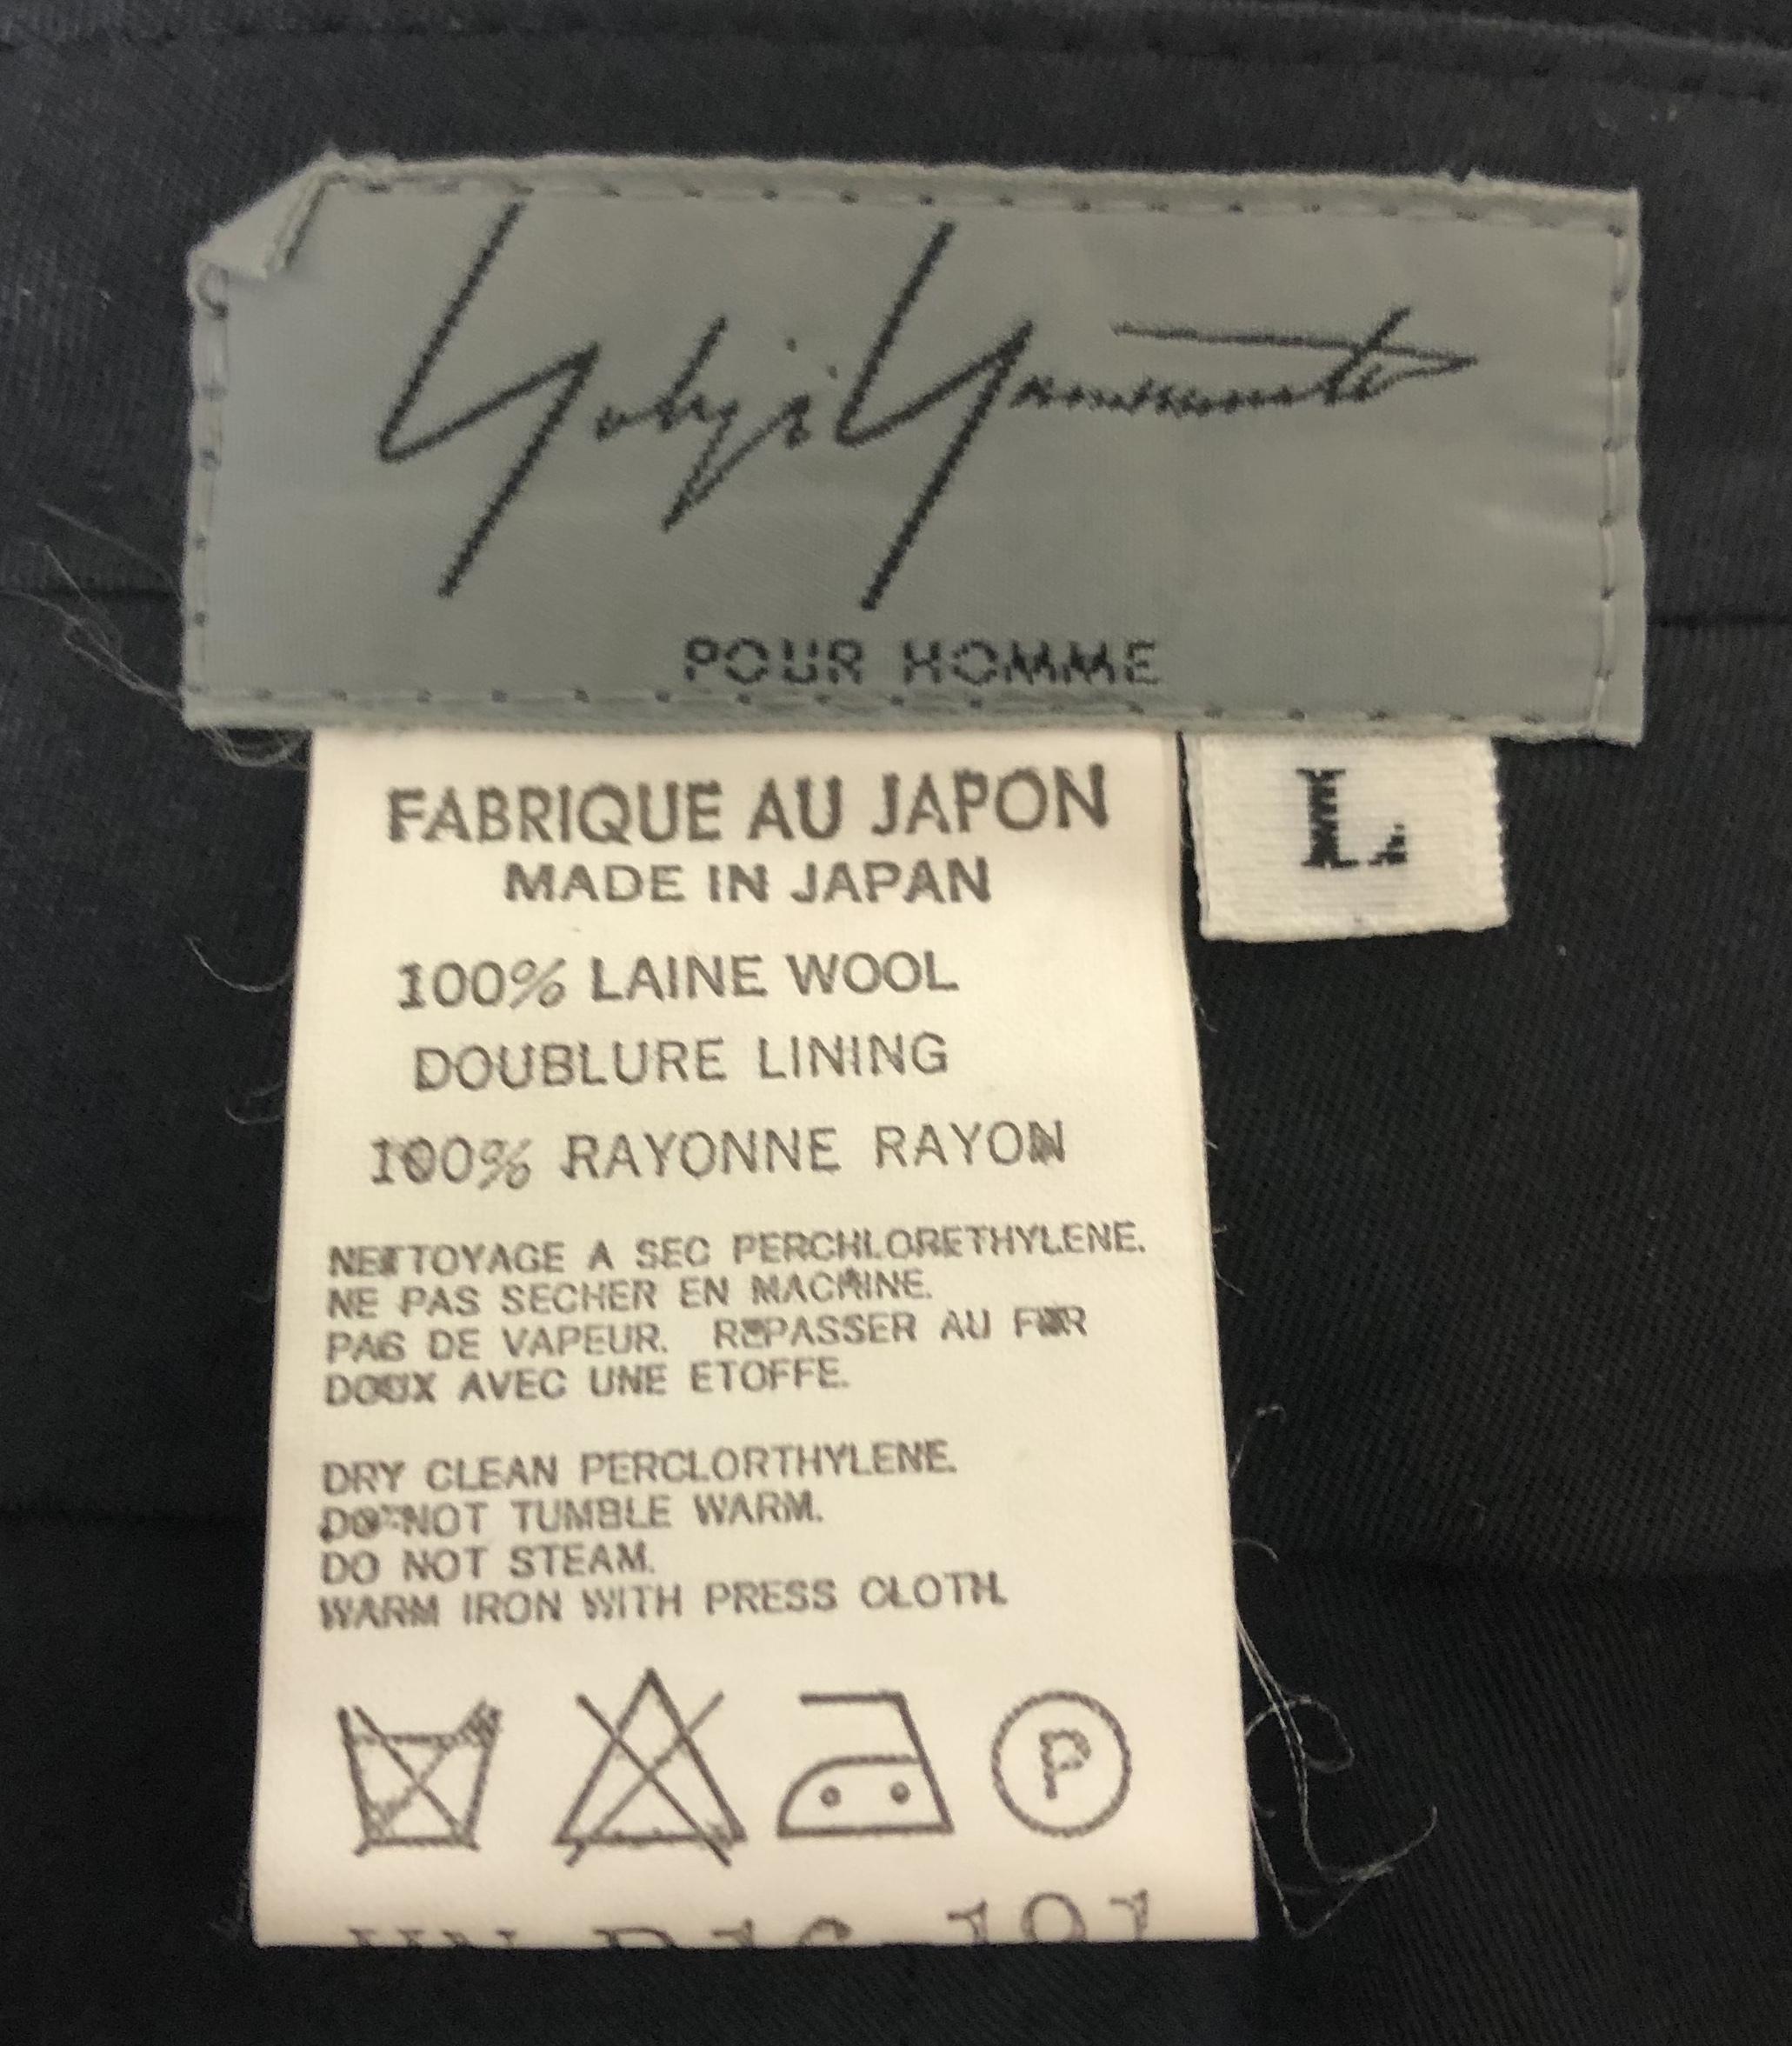 Yohji Yamamoto
POUR HOMME
L
FABRIQUE AU JAPON
MADE IN JAPAN
100% LAINE WOOL
DOUBLURE LINING
100% RAYONNE RAYON
NETTOYAGE A SEC PERCHLORETHYLENE.
NE PAS SECHER EN MACHINE.
PAS DE VAPEUR. REPASSER AU FER
DOUX AVEC UNE ETOFFE.
DRY CLEAN PERCLORTHYLENE.
DO NOT TUMBLE WARM.
DO NOT STEAM.
WARM IRON WITH PRESS CLOTH.
P